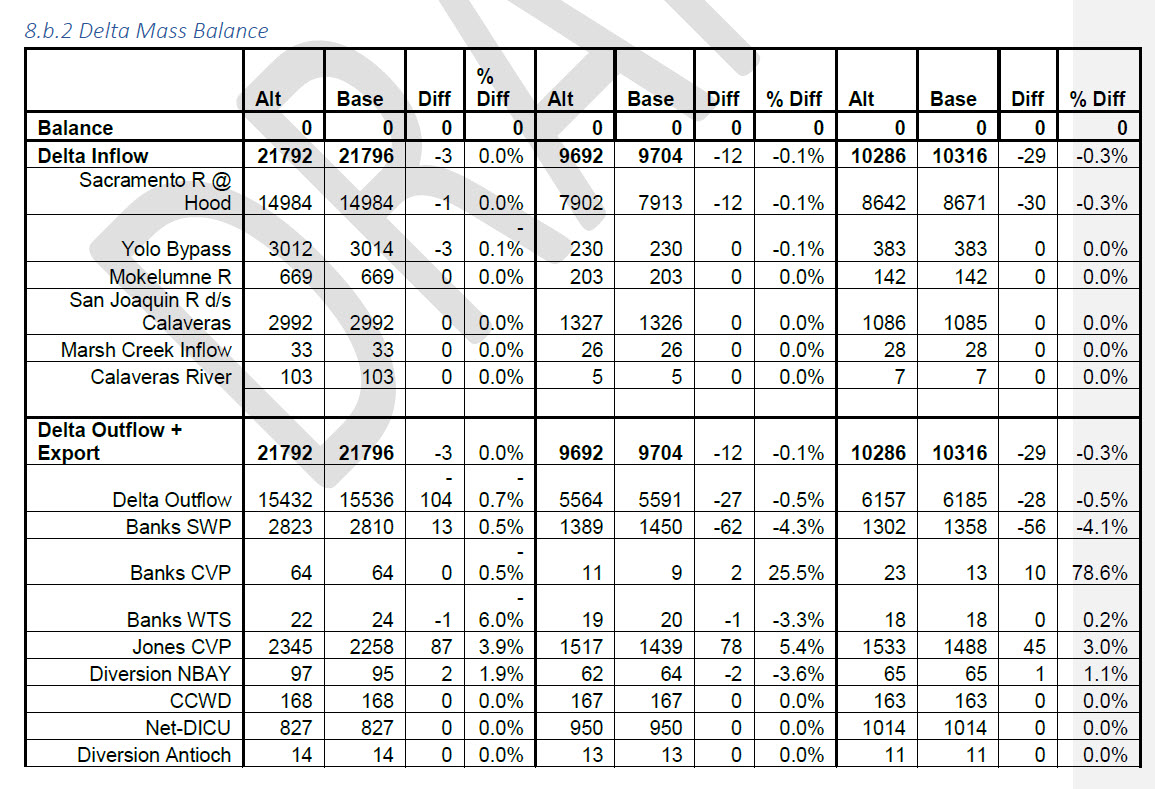 8.b.2 Delta Mass Balance
DRA
Alt Base Diff % Diff Alt Base Diff % Diff Alt Base Diff % Diff
Balance 0 0 0 0 0 0 0 0 0 0 0 0
Delta Inflow 21792 21796 -3 0.0% 9692 9704 -12 -0.1% 10286 10316 -29 -0.3%
Sacramento R @
Hood 14984 14984 -1 0.0% 7902 7913 -12 -0.1% 8642 8671 -30 -0.3%
-
Yolo Bypass 3012 3014 -3 0.1% 230 230 0 -0.1% 383 383 0 0.0%
Mokelumne R 669 669 0 0.0% 203 203 0 0.0% 142 142 0 0.0%
San Joaquin R d/s
Calaveras 2992 2992 0 0.0% 1327 1326 0 0.0% 1086 1085 0 0.0%
Marsh Creek Inflow 33 33 0 0.0% 26 26 0 0.0% 28 28 0 0.0%
Calaveras River 103 103 0 0.0% 5 5 0 0.0% 7 7 0 0.0%
Delta Outflow +
Export 21792 21796 -3 0.0% 9692 9704 -12 -0.1% 10286 10316 -29 -0.3%
- -
Delta Outflow 15432 15536 104 0.7% 5564 5591 -27 -0.5% 6157 6185 -28 -0.5%
Banks SWP 2823 2810 13 0.5% 1389 1450 -62 -4.3% 1302 1358 -56 -4.1%
-
Banks CVP 64 64 0 0.5% 11 9 2 25.5% 23 13 10 78.6%
-
Banks WTS 22 24 -1 6.0% 19 20 -1 -3.3% 18 18 0 0.2%
Jones CVP 2345 2258 87 3.9% 1517 1439 78 5.4% 1533 1488 45 3.0%
Diversion NBAY 97 95 2 1.9% 62 64 -2 -3.6% 65 65 1 1.1%
CCWD 168 168 0 0.0% 167 167 0 0.0% 163 163 0 0.0%
Net-DICU 827 827 0 0.0% 950 950 0 0.0% 1014 1014 0 0.0%
Diversion Antioch 14 14 0 0.0% 13 13 0 0.0% 11 11 0 0.0%